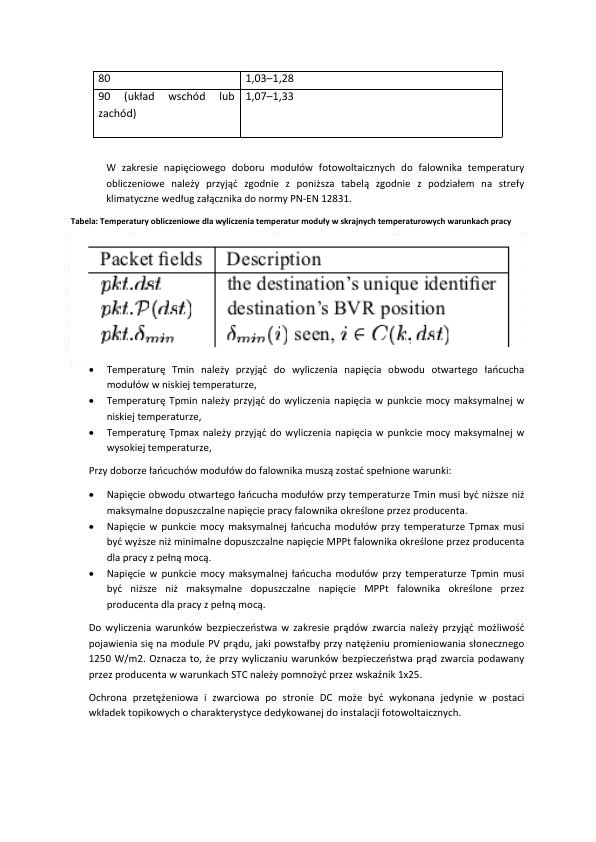 80 1,03–1,28
90 (układ wschód lub 1,07–1,33
zachód)
W zakresie napięciowego doboru modułów fotowoltaicznych do falownika temperatury
obliczeniowe należy przyjąć zgodnie z poniższa tabelą zgodnie z podziałem na strefy
klimatyczne według załącznika do normy PN-EN 12831.
Tabela: Temperatury obliczeniowe dla wyliczenia temperatur moduły w skrajnych temperaturowych warunkach pracy
Packet fields Description
pkt.dst the destination's unique identifier
pkt.P(dst) destination's BVR position
pkt.δmin δmin(i) seen, i ∈ C(k, dst)
• Temperaturę Tmin należy przyjąć do wyliczenia napięcia obwodu otwartego łańcucha
modułów w niskiej temperaturze,
• Temperaturę Tpmin należy przyjąć do wyliczenia napięcia w punkcie mocy maksymalnej w
niskiej temperaturze,
• Temperaturę Tpmax należy przyjąć do wyliczenia napięcia w punkcie mocy maksymalnej w
wysokiej temperaturze,
Przy doborze łańcuchów modułów do falownika muszą zostać spełnione warunki:
• Napięcie obwodu otwartego łańcucha modułów przy temperaturze Tmin musi być niższe niż
maksymalne dopuszczalne napięcie pracy falownika określone przez producenta.
• Napięcie w punkcie mocy maksymalnej łańcucha modułów przy temperaturze Tpmax musi
być wyższe niż minimalne dopuszczalne napięcie MPPt falownika określone przez producenta
dla pracy z pełną mocą.
• Napięcie w punkcie mocy maksymalnej łańcucha modułów przy temperaturze Tpmin musi
być niższe niż maksymalne dopuszczalne napięcie MPPt falownika określone przez
producenta dla pracy z pełną mocą.
Do wyliczenia warunków bezpieczeństwa w zakresie prądów zwarcia należy przyjąć możliwość
pojawienia się na module PV prądu, jaki powstałby przy natężeniu promieniowania słonecznego
1250 W/m2. Oznacza to, że przy wyliczaniu warunków bezpieczeństwa prąd zwarcia podawany
przez producenta w warunkach STC należy pomnożyć przez wskaźnik 1x25.
Ochrona przetężeniowa i zwarciowa po stronie DC może być wykonana jedynie w postaci
wkładek topikowych o charakterystyce dedykowanej do instalacji fotowoltaicznych.